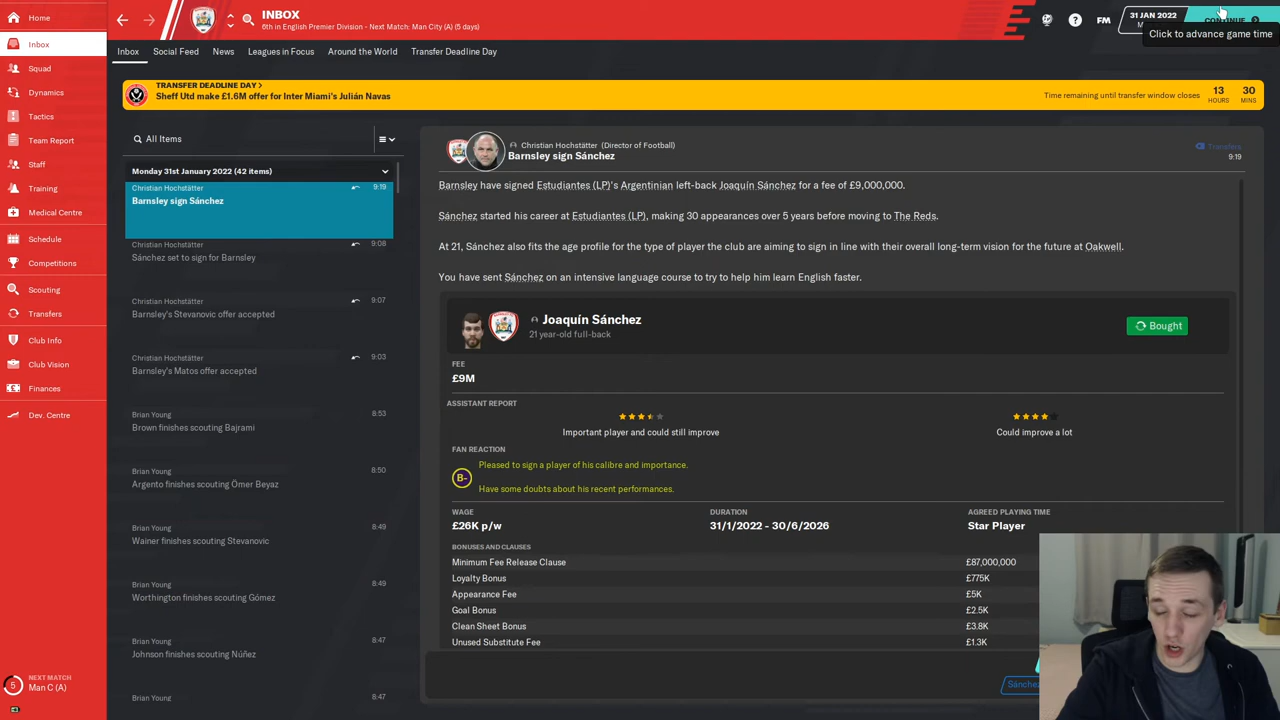 Home
Inbox
Squad
Dynamics
Tactics
Team Report
Staff
Training
Medical Centre
Schedule
Competitions
Scouting
Transfers
Club Info
Club Vision
Finances
Dev. Centre
NEXT MATCH
5
Man C (A)
INBOX
6th in English Premier Division - Next Match: Man City (A) (5 days)
?
FM
31 JAN 2022
CONTINUE
Click to advance game time
Inbox
Social Feed
News
Leagues in Focus
Around the World
Transfer Deadline Day
TRANSFER DEADLINE DAY >
Sheff Utd make £1.6M offer for Inter Miami's Julián Navas
Time remaining until transfer window closes
13
HOURS
30
MINS
All Items
Monday 31st January 2022 (42 items)
Christian Hochstätter
9:19
Barnsley sign Sánchez
Christian Hochstätter
9:08
Sánchez set to sign for Barnsley
Christian Hochstätter
9:07
Barnsley's Stevanovic offer accepted
Christian Hochstätter
9:03
Barnsley's Matos offer accepted
Brian Young
8:53
Brown finishes scouting Bajrami
Brian Young
8:50
Argento finishes scouting Ömer Beyaz
Brian Young
8:49
Wainer finishes scouting Stevanovic
Brian Young
8:49
Worthington finishes scouting Gómez
Brian Young
8:47
Johnson finishes scouting Núñez
Brian Young
8:47
Christian Hochstätter (Director of Football)
Barnsley sign Sánchez
Transfers
9:19
Barnsley have signed Estudiantes (LP)'s Argentinian left-back Joaquín Sánchez for a fee of £9,000,000.
Sánchez started his career at Estudiantes (LP), making 30 appearances over 5 years before moving to The Reds.
At 21, Sánchez also fits the age profile for the type of player the club are aiming to sign in line with their overall long-term vision for the future at Oakwell.
You have sent Sánchez on an intensive language course to try to help him learn English faster.
Joaquín Sánchez
21 year-old full-back
Bought
FEE
£9M
ASSISTANT REPORT
Important player and could still improve
Could improve a lot
FAN REACTION
B-
Pleased to sign a player of his calibre and importance.
Have some doubts about his recent performances.
WAGE
£26K p/w
DURATION
31/1/2022 - 30/6/2026
AGREED PLAYING TIME
Star Player
BONUSES AND CLAUSES
Minimum Fee Release Clause
£87,000,000
Loyalty Bonus
£775K
Appearance Fee
£5K
Goal Bonus
£2.5K
Clean Sheet Bonus
£3.8K
Unused Substitute Fee
£1.3K
Sánchez